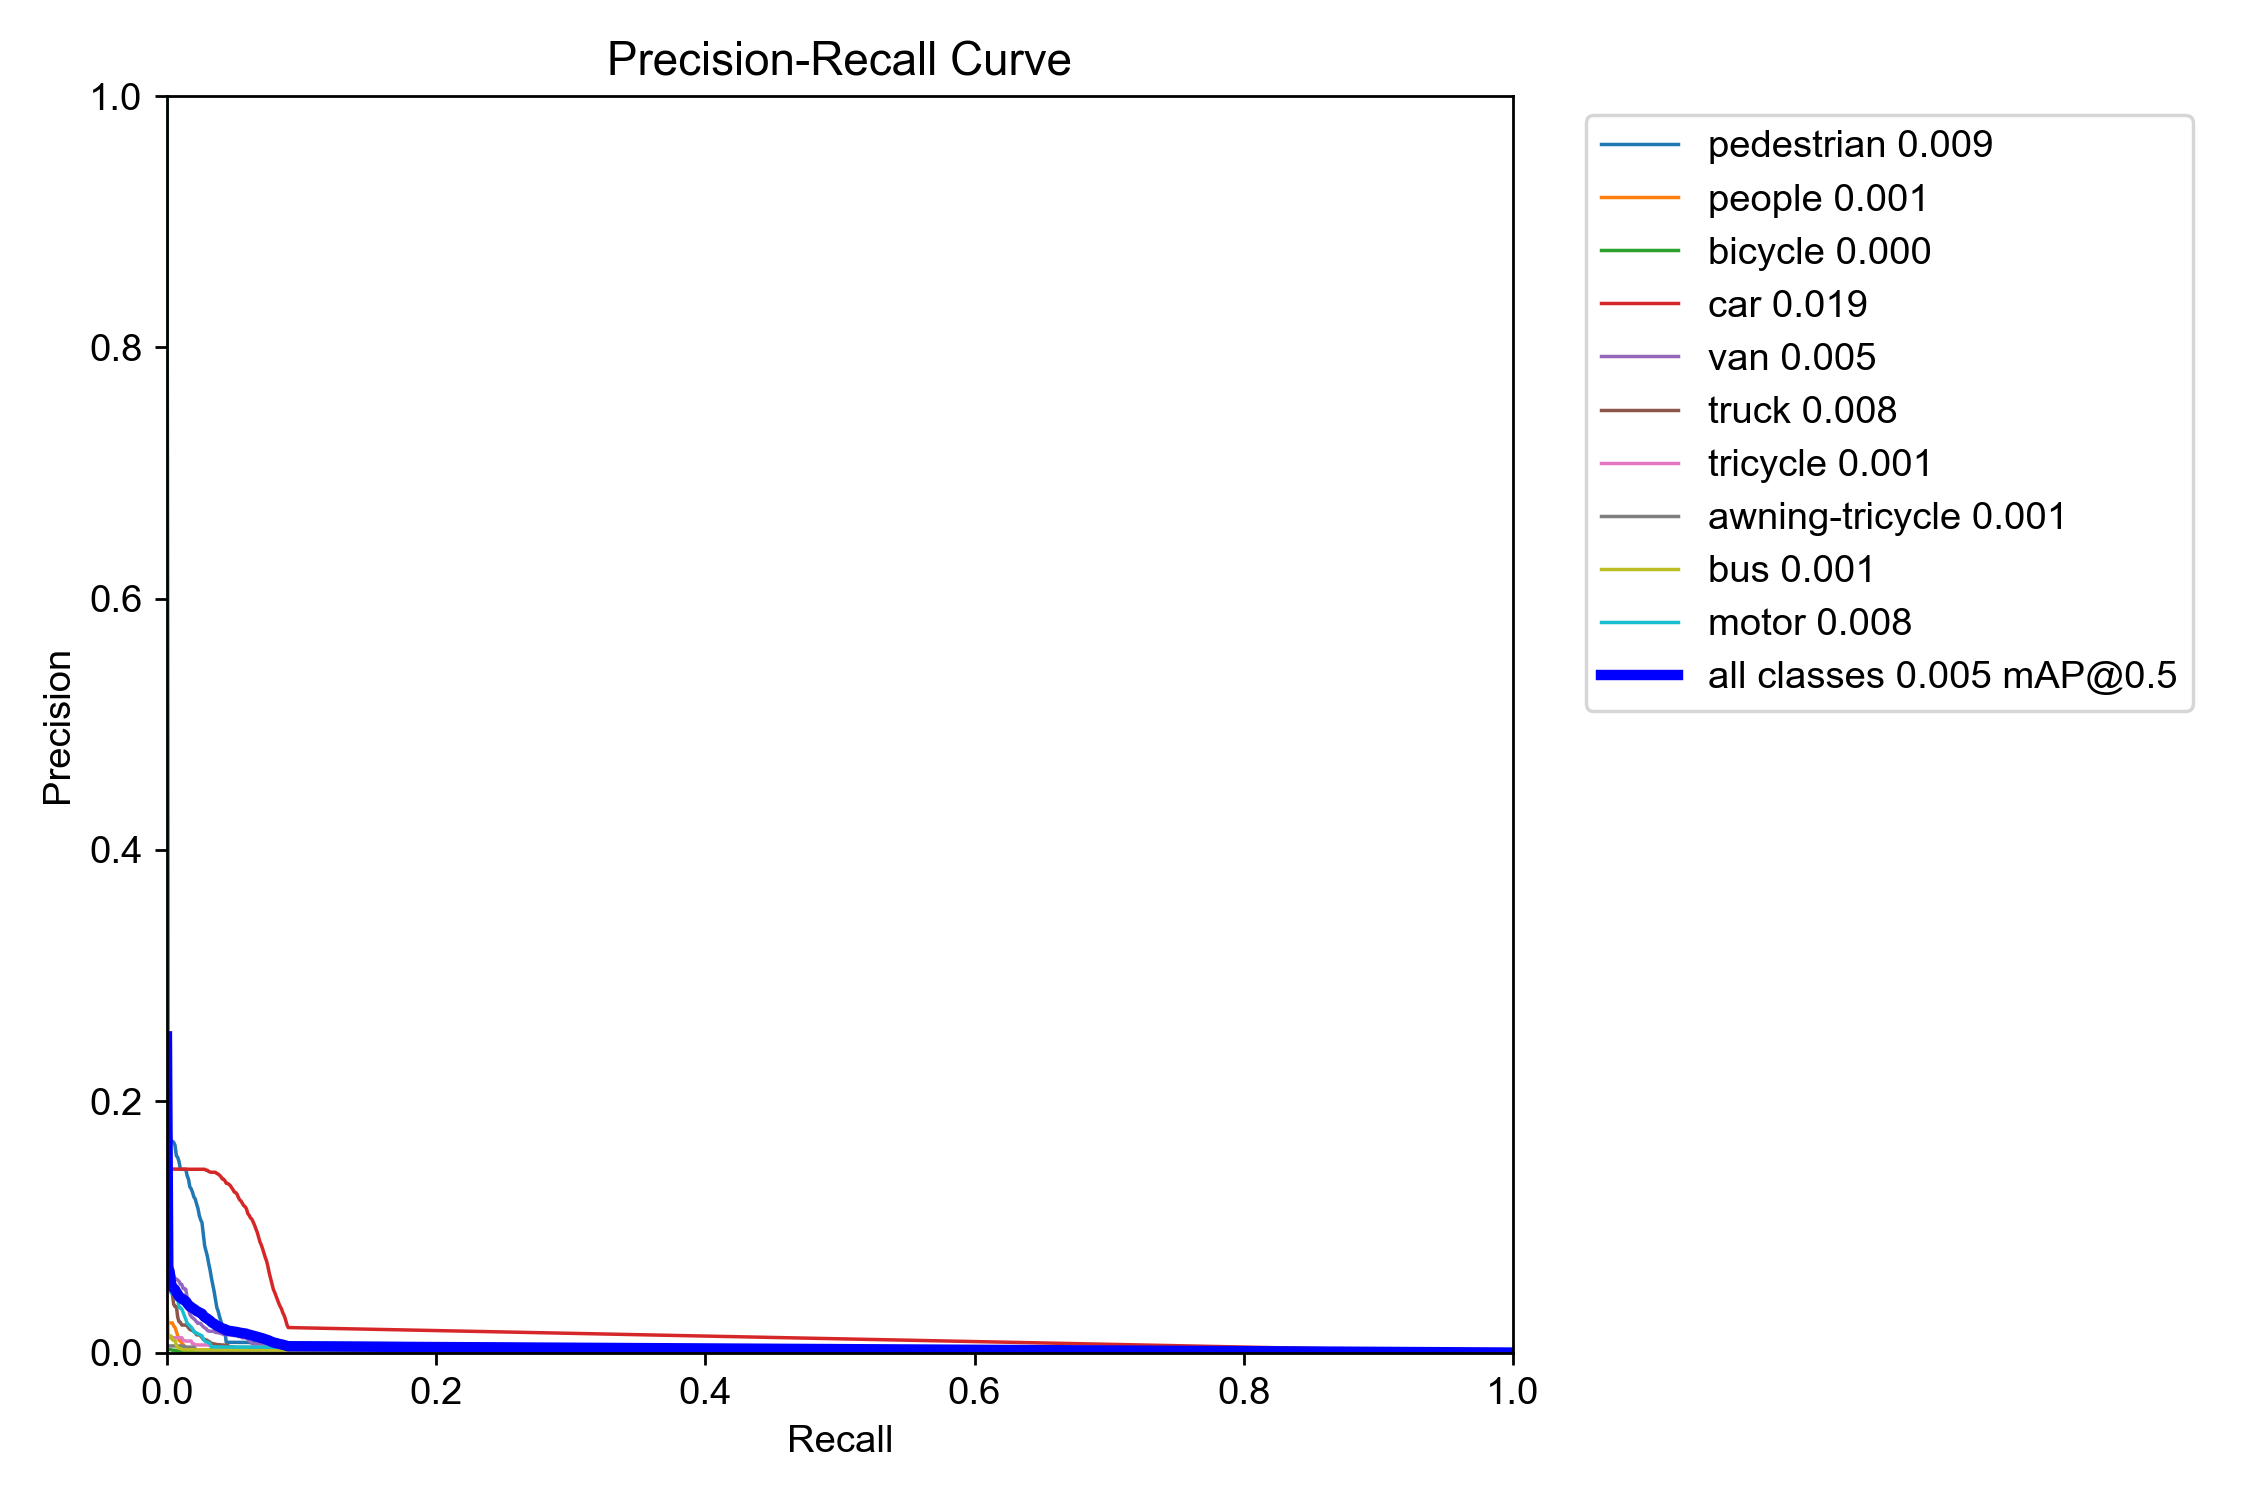 Precision-Recall Curve
1.0
0.8
0.6
0.4
0.2
0.0
Precision
0.0 0.2 0.4 0.6 0.8 1.0
Recall
pedestrian 0.009
people 0.001
bicycle 0.000
car 0.019
van 0.005
truck 0.008
tricycle 0.001
awning-tricycle 0.001
bus 0.001
motor 0.008
all classes 0.005 mAP@0.5